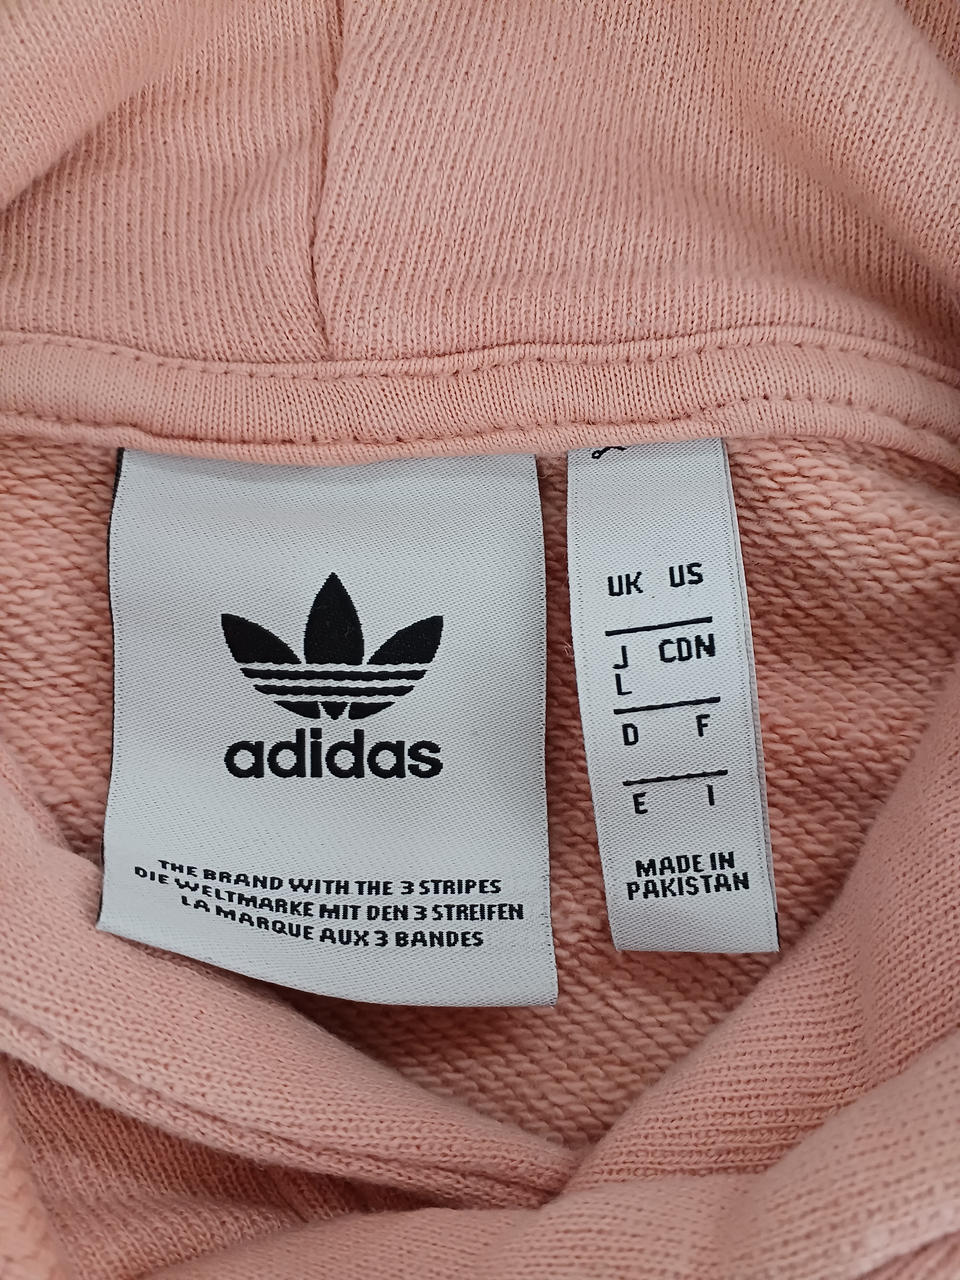 adidas
THE BRAND WITH THE 3 STRIPES
DIE WELTMARKE MIT DEN 3 STREIFEN
LA MARQUE AUX 3 BANDES
UK US
J CDN
L
D F
E I
MADE IN
PAKISTAN